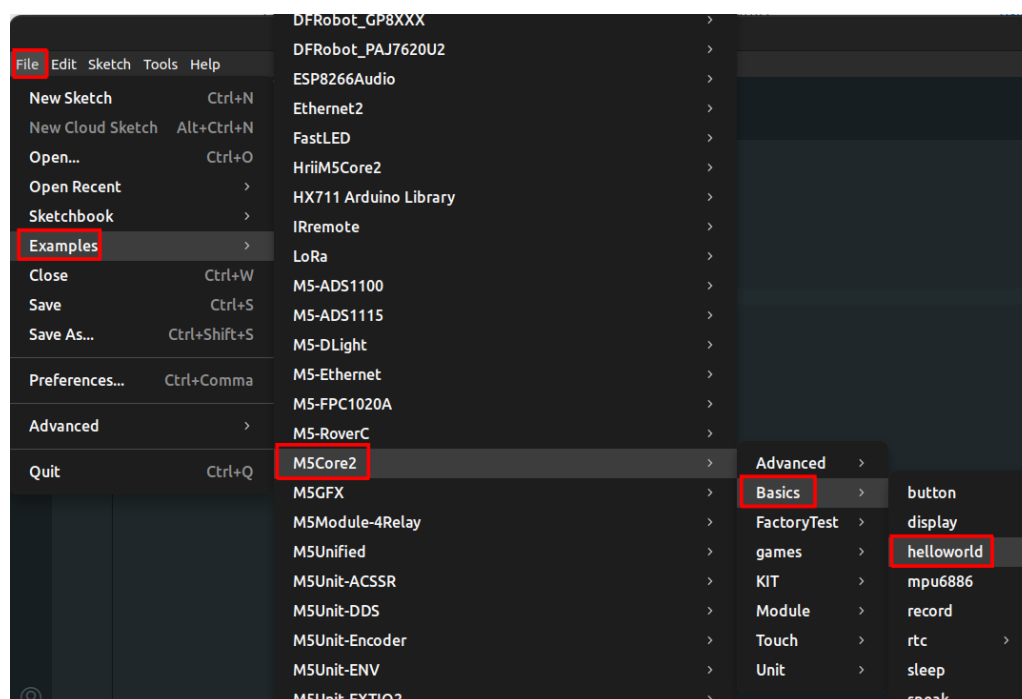 File Edit Sketch Tools Help
New Sketch Ctrl+N
New Cloud Sketch Alt+Ctrl+N
Open... Ctrl+O
Open Recent
Sketchbook
Examples
Close Ctrl+W
Save Ctrl+S
Save As... Ctrl+Shift+S
Preferences... Ctrl+Comma
Advanced
Quit Ctrl+Q
DFRobot_GP8XXX
DFRobot_PAJ7620U2
ESP8266Audio
Ethernet2
FastLED
HriiM5Core2
HX711 Arduino Library
IRremote
LoRa
M5-ADS1100
M5-ADS1115
M5-DLight
M5-Ethernet
M5-FPC1020A
M5-RoverC
M5Core2
M5GFX
M5Module-4Relay
M5Unified
M5Unit-ACSSR
M5Unit-DDS
M5Unit-Encoder
M5Unit-ENV
M5Unit-EXTIO2
Advanced
Basics
FactoryTest
games
KIT
Module
Touch
Unit
button
display
helloworld
mpu6886
record
rtc
sleep
speak